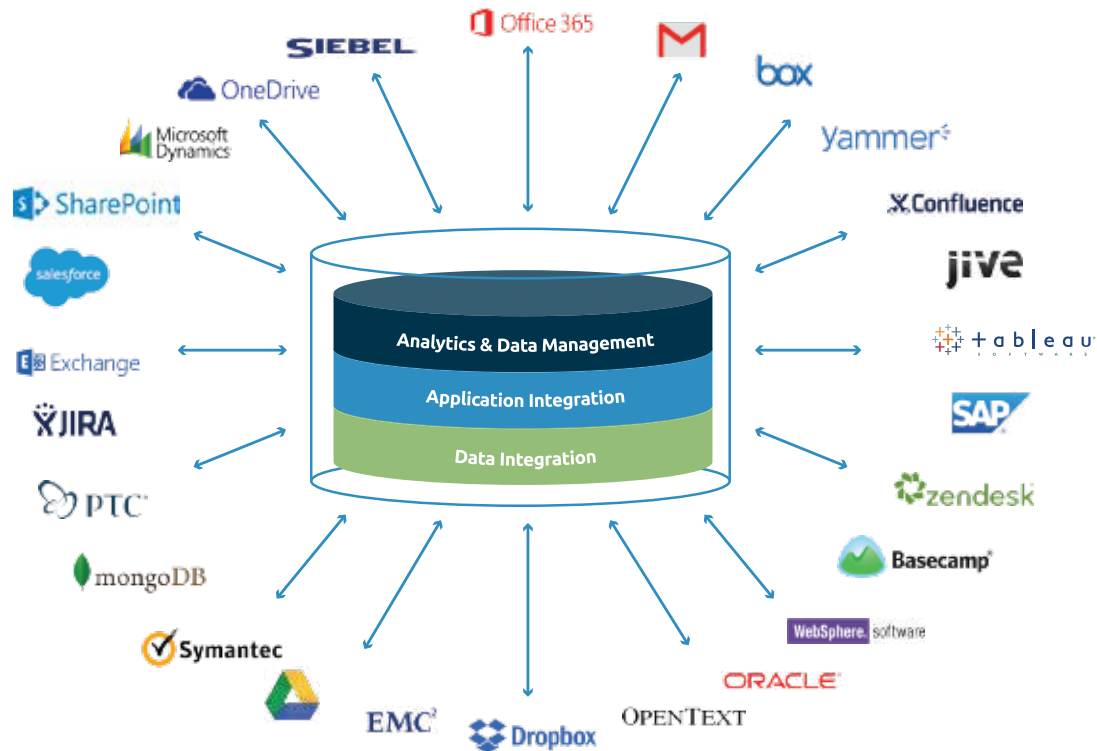 Office 365
SIEBEL
box
OneDrive
yammer
Microsoft
Dynamics
S
SharePoint
Confluence
jive
salesforce
tableau
SOFTWARE
Analytics & Data Management
E
Exchange
Application Integration
JIRA
SAP
Data Integration
PTC
zendesk
Basecamp®
mongoDB
WebSphere. software
Symantec
ORACLE
EMC²
OPENTEXT
Dropbox